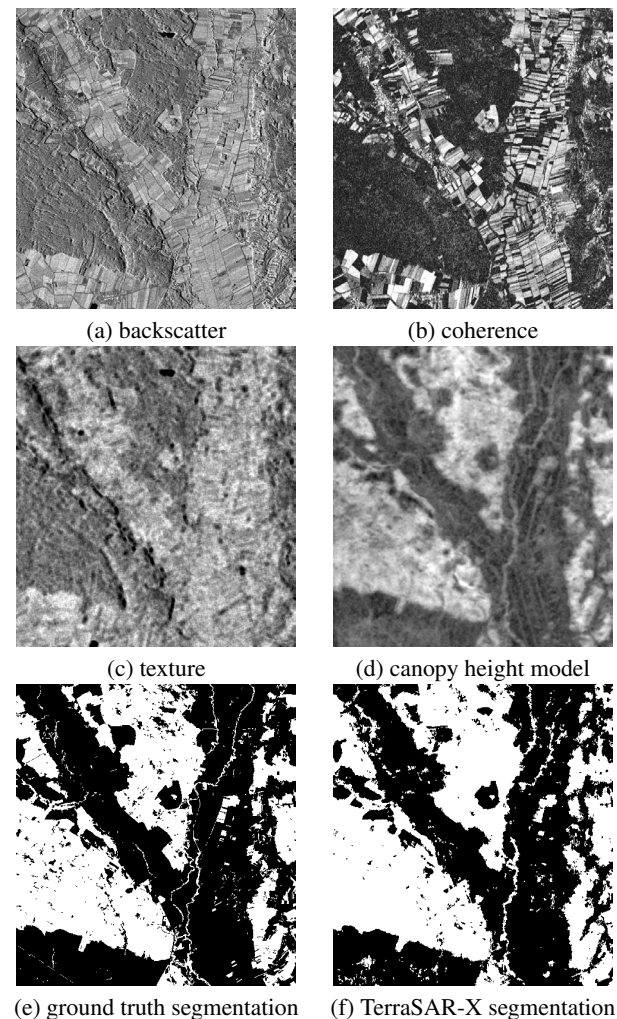 (a) backscatter
(b) coherence
(c) texture
(d) canopy height model
(e) ground truth segmentation
(f) TerraSAR-X segmentation